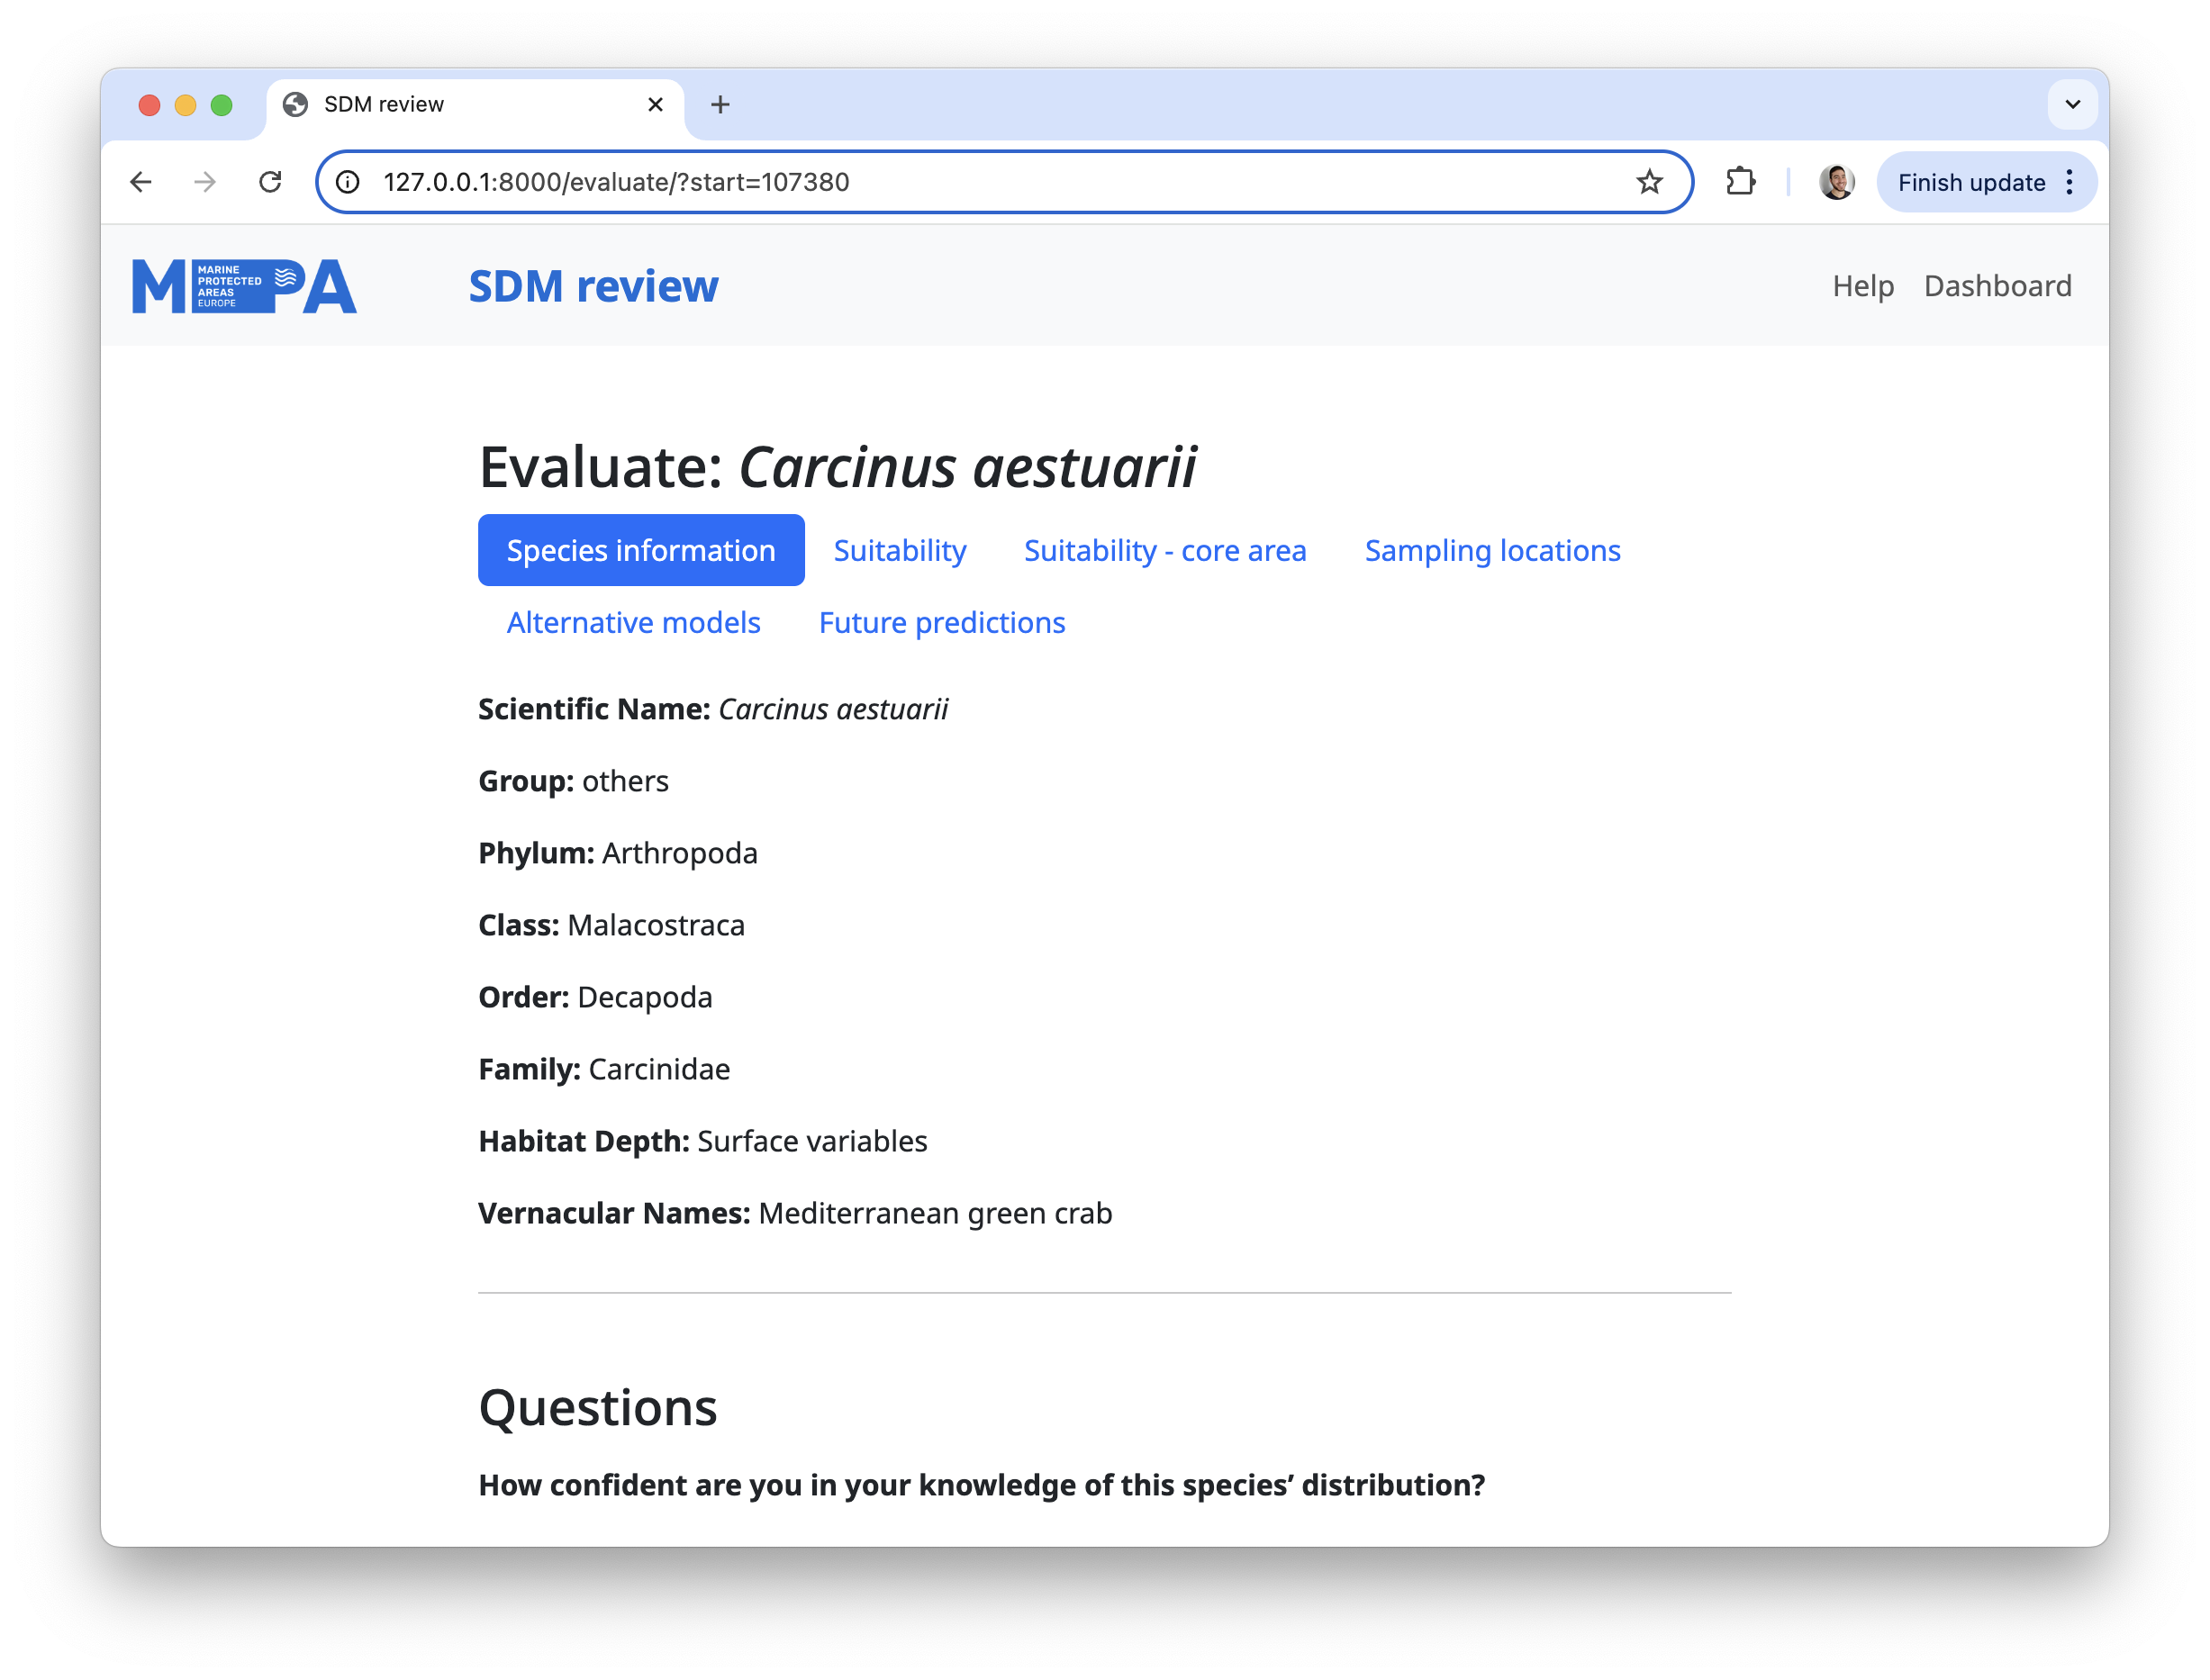 SDM review
127.0.0.1:8000/evaluate/?start=107380
Finish update
MPA
MARINE
PROTECTED
AREAS
EUROPE
SDM review
Help Dashboard
Evaluate: Carcinus aestuarii
Species information Suitability Suitability - core area Sampling locations
Alternative models Future predictions
Scientific Name: Carcinus aestuarii
Group: others
Phylum: Arthropoda
Class: Malacostraca
Order: Decapoda
Family: Carcinidae
Habitat Depth: Surface variables
Vernacular Names: Mediterranean green crab
Questions
How confident are you in your knowledge of this species’ distribution?